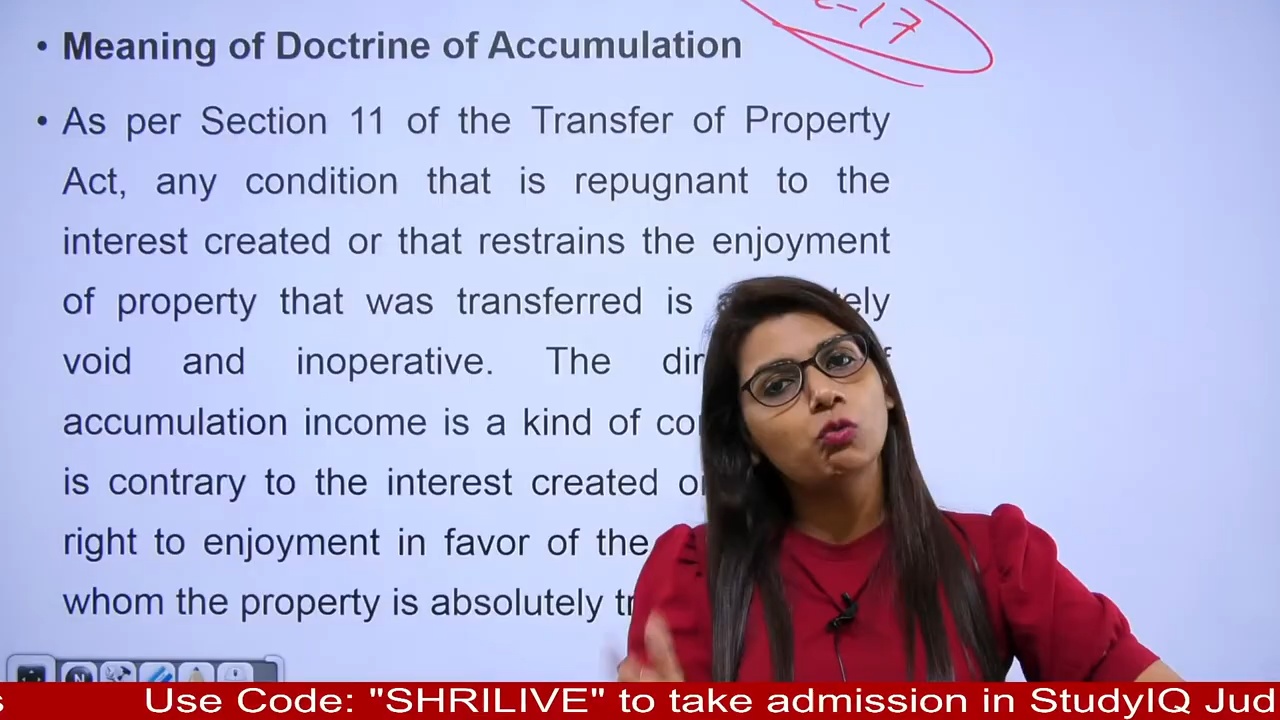 -17
• Meaning of Doctrine of Accumulation
• As per Section 11 of the Transfer of Property
Act, any condition that is repugnant to the
interest created or that restrains the enjoyment
of property that was transferred is
void and inoperative. The
accumulation income is a kind of
is contrary to the interest created
right to enjoyment in favor of the
whom the property is absolutely
N
Use Code: "SHRILIVE" to take admission in StudyIQ Jud